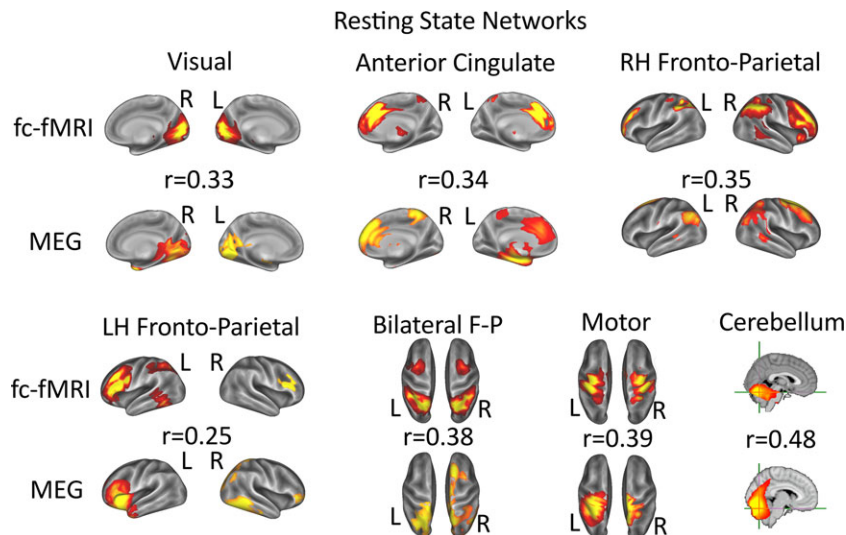 Resting State Networks
Visual
Anterior Cingulate
RH Fronto-Parietal
R L
R L
L R
fc-fMRI
r=0.33
r=0.34
r=0.35
R L
R L
L R
MEG
LH Fronto-Parietal
Bilateral F-P
Motor
Cerebellum
L R
fc-fMRI
L R
L R
r=0.25
r=0.38
r=0.39
r=0.48
L R
MEG
L R
L R